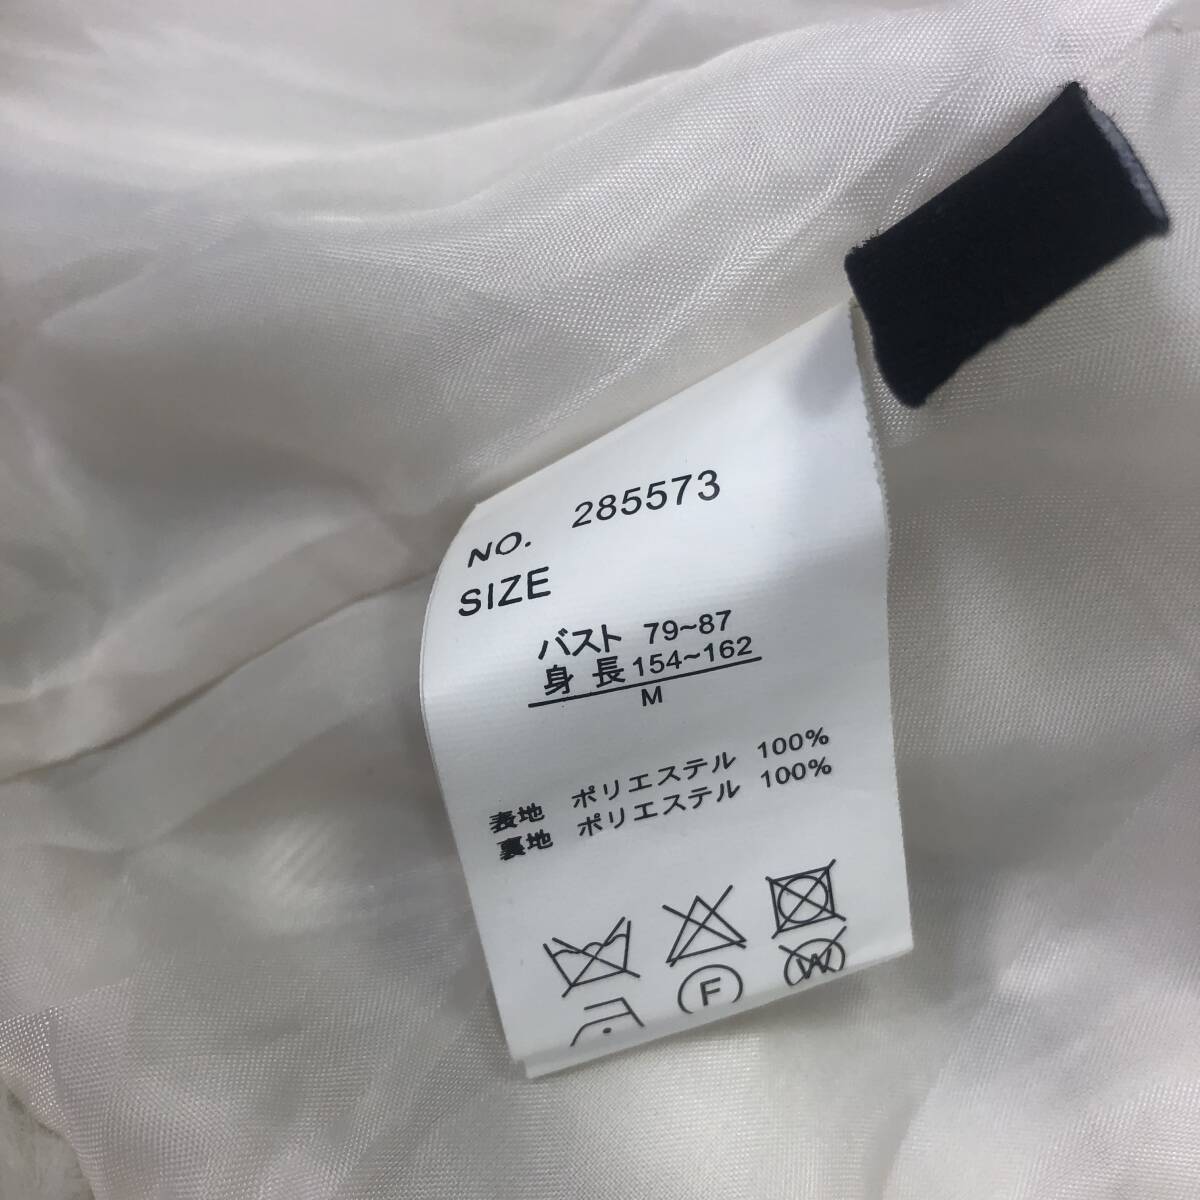 NO. 285573
SIZE
バスト 79~87
身長 154~162
M
表地 ポリエステル 100%
裏地 ポリエステル 100%
F W